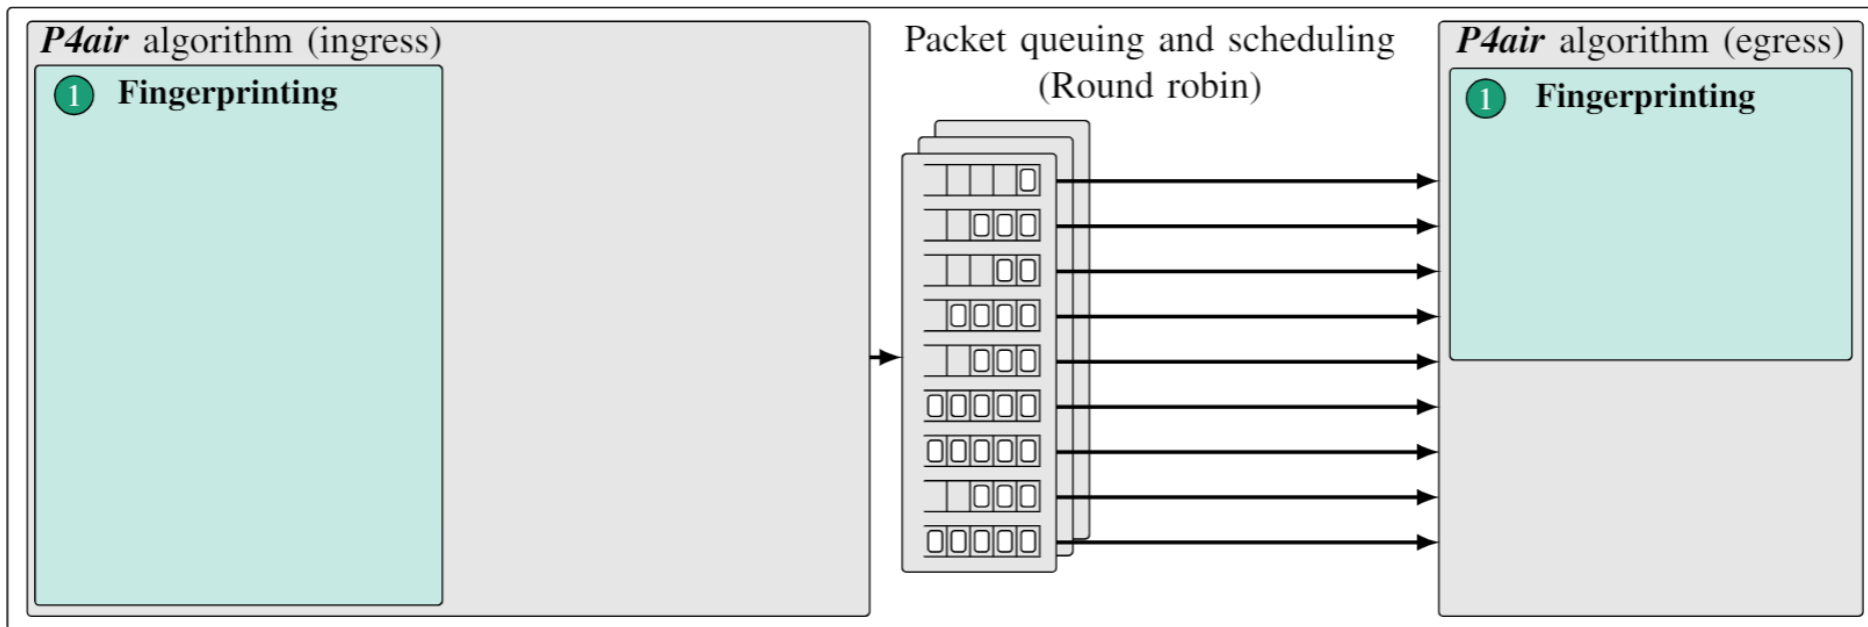 P4air algorithm (ingress)
1 Fingerprinting
Packet queuing and scheduling
(Round robin)
P4air algorithm (egress)
1 Fingerprinting